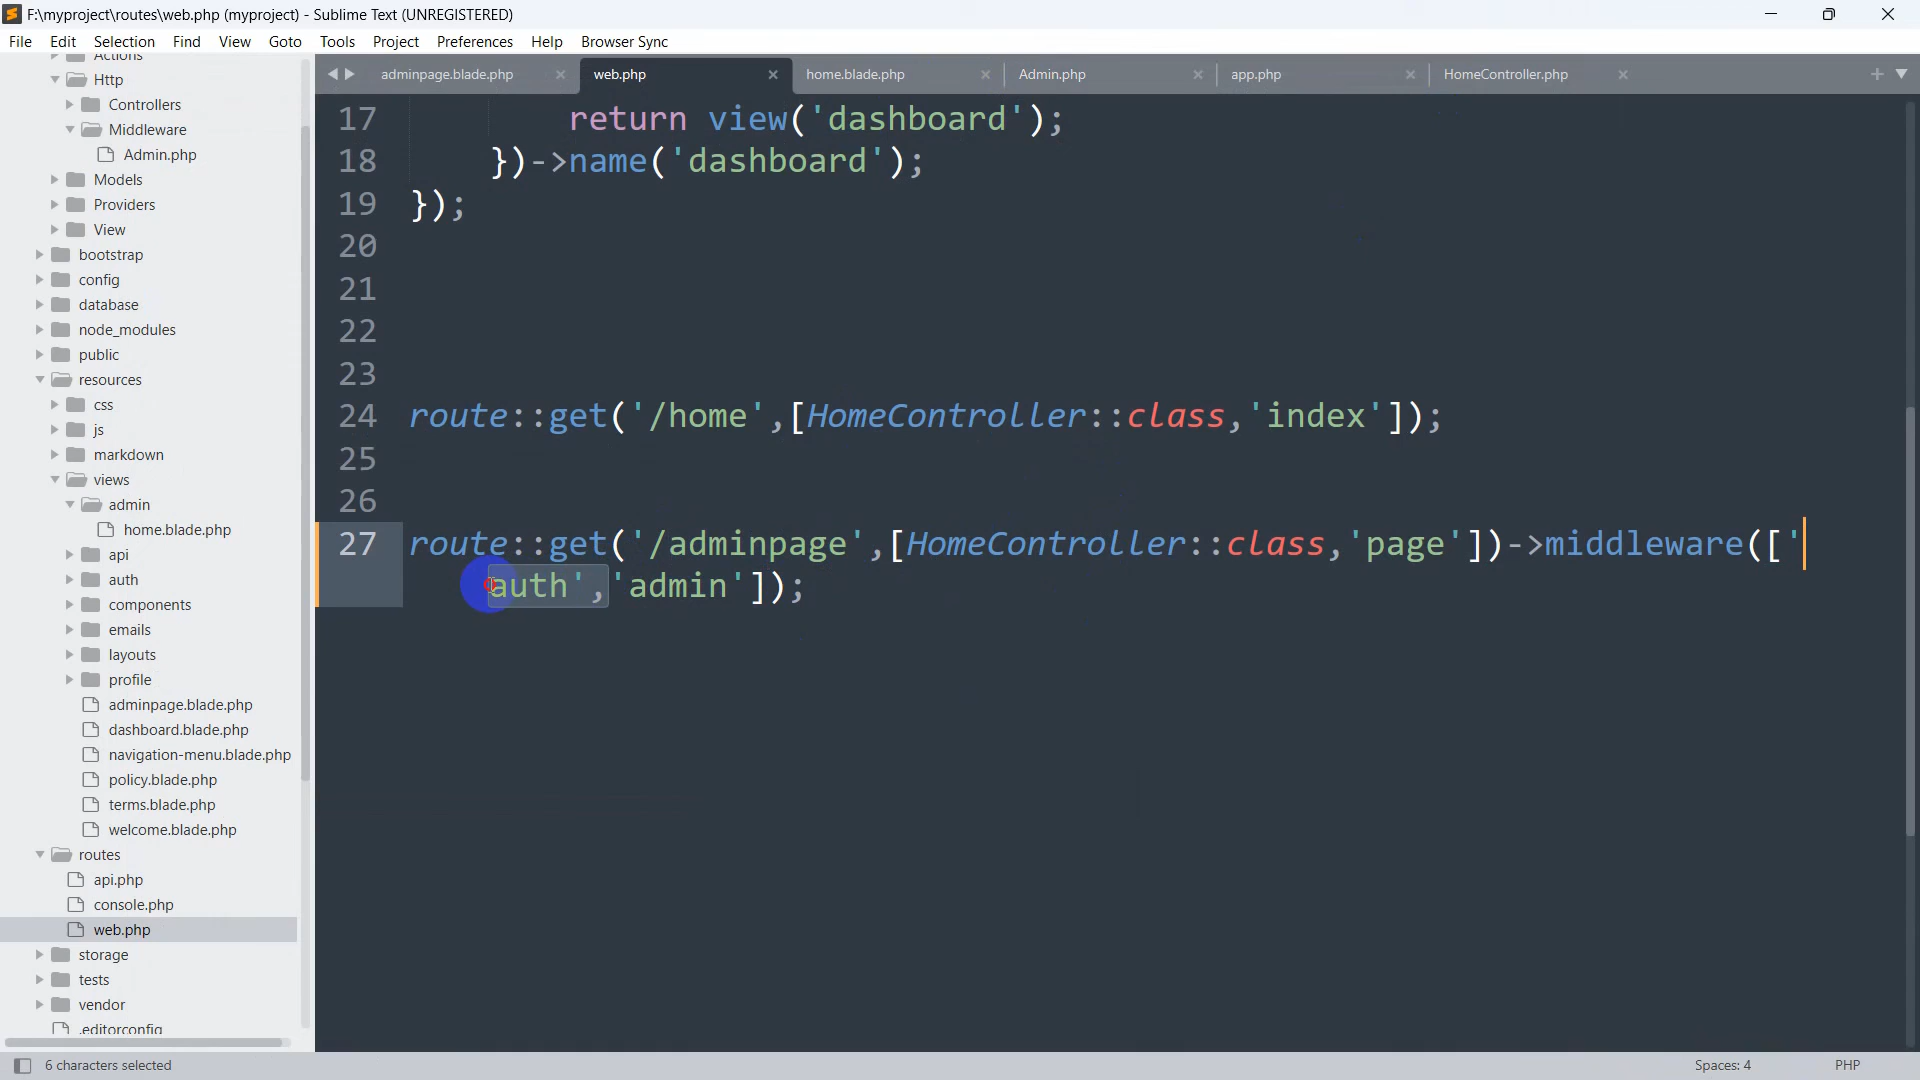 F:\myproject\routes\web.php (myproject) - Sublime Text (UNREGISTERED)
File Edit Selection Find View Goto Tools Project Preferences Help Browser Sync
adminpage.blade.php web.php home.blade.php Admin.php app.php HomeController.php
Actions
Http
Controllers
Middleware
Admin.php
Models
Providers
View
bootstrap
config
database
node_modules
public
resources
css
js
markdown
views
admin
home.blade.php
api
auth
components
emails
layouts
profile
adminpage.blade.php
dashboard.blade.php
navigation-menu.blade.php
policy.blade.php
terms.blade.php
welcome.blade.php
routes
api.php
console.php
web.php
storage
tests
vendor
.editorconfig
17 return view('dashboard');
18 })->name('dashboard');
19 });
20
21
22
23
24 route::get('/home',[HomeController::class,'index']);
25
26
27 route::get('/adminpage',[HomeController::class,'page'])->middleware(['
auth','admin']);
6 characters selected
Spaces: 4 PHP